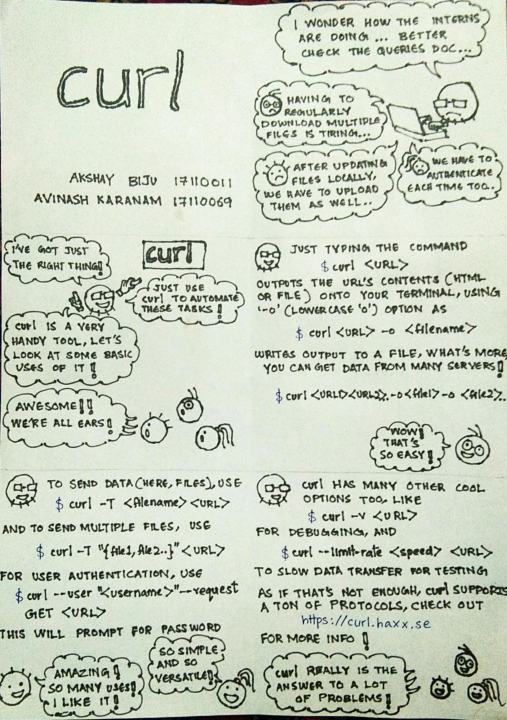 curl
AKSHAY BIJU 17110011
AVINASH KARANAM 17110069
I WONDER HOW THE INTERNS
ARE DOING ... BETTER
CHECK THE QUERIES DOC...
HAVING TO
REGULARLY
DOWNLOAD MULTIPLE
FILES IS TIRING...
AFTER UPDATING
FILES LOCALLY,
WE HAVE TO UPLOAD
THEM AS WELL..
WE HAVE TO
AUTHENTICATE
EACH TIME TOO..
I'VE GOT JUST
THE RIGHT THING!
curl
JUST USE
curl TO AUTOMATE
THESE TASKS!
curl IS A VERY
HANDY TOOL, LET'S
LOOK AT SOME BASIC
USES OF IT!
AWESOME!!
WE'RE ALL EARS!
JUST TYPING THE COMMAND
$ curl <URL>
OUTPUTS THE URL'S CONTENTS (HTML
OR FILE) ONTO YOUR TERMINAL, USING
'-o' (LOWERCASE 'O') OPTION AS
$ curl <URL> -o <filename>
WRITES OUTPUT TO A FILE, WHAT'S MORE
YOU CAN GET DATA FROM MANY SERVERS!
$ curl <URL1><URL2>..-o<file1>-o <file2>..
WOW!
THAT'S
SO EASY!
TO SEND DATA (HERE, FILES), USE
$ curl -T <filename> <URL>
AND TO SEND MULTIPLE FILES, USE
$ curl -T "{file1,file2..}" <URL>
FOR USER AUTHENTICATION, USE
$ curl --user "<username>" --request
GET <URL>
THIS WILL PROMPT FOR PASSWORD
AMAZING!
SO MANY USES!
I LIKE IT!
SO SIMPLE
AND SO
VERSATILE!
curl HAS MANY OTHER COOL
OPTIONS TOO, LIKE
$ curl -v <URL>
FOR DEBUGGING, AND
$ curl --limit-rate <speed> <URL>
TO SLOW DATA TRANSFER FOR TESTING
AS IF THAT'S NOT ENOUGH, curl SUPPORTS
A TON OF PROTOCOLS, CHECK OUT
https://curl.haxx.se
FOR MORE INFO!
curl REALLY IS THE
ANSWER TO A LOT
OF PROBLEMS!